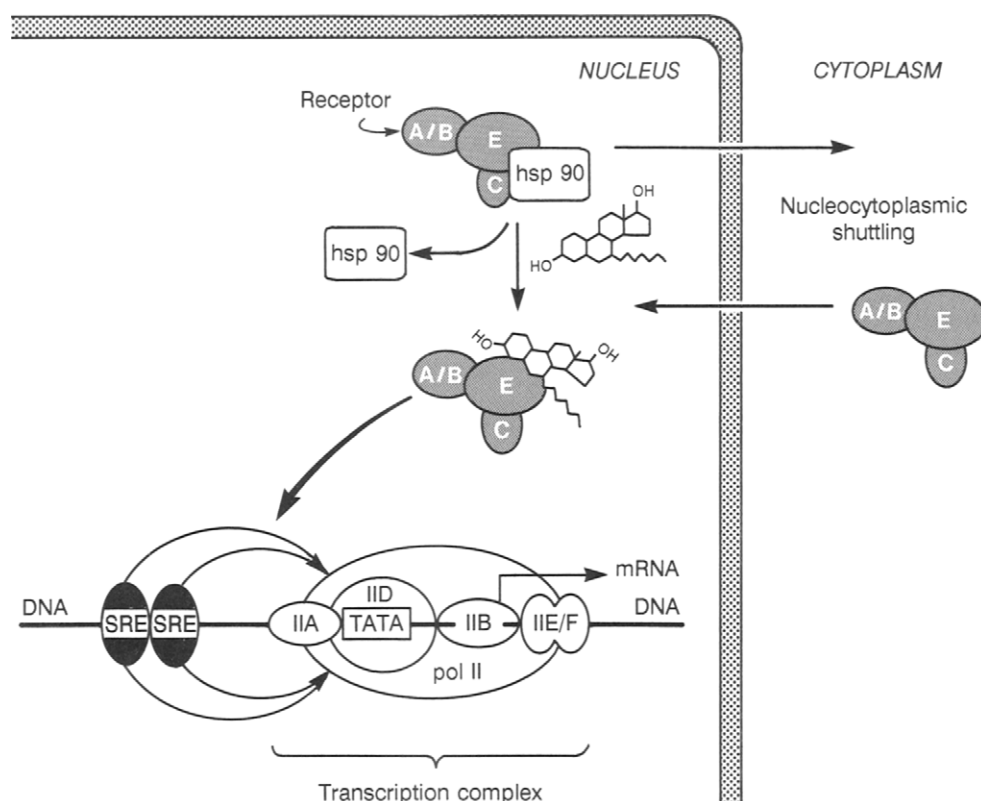 NUCLEUS
CYTOPLASM
Receptor
A/B
E
C
hsp 90
OH
HO
Nucleocytoplasmic
shuttling
hsp 90
A/B
E
C
HO
OH
A/B
E
C
mRNA
DNA
IID
DNA
SRE SRE
IIA
TATA
IIB
IIE/F
pol II
Transcription complex